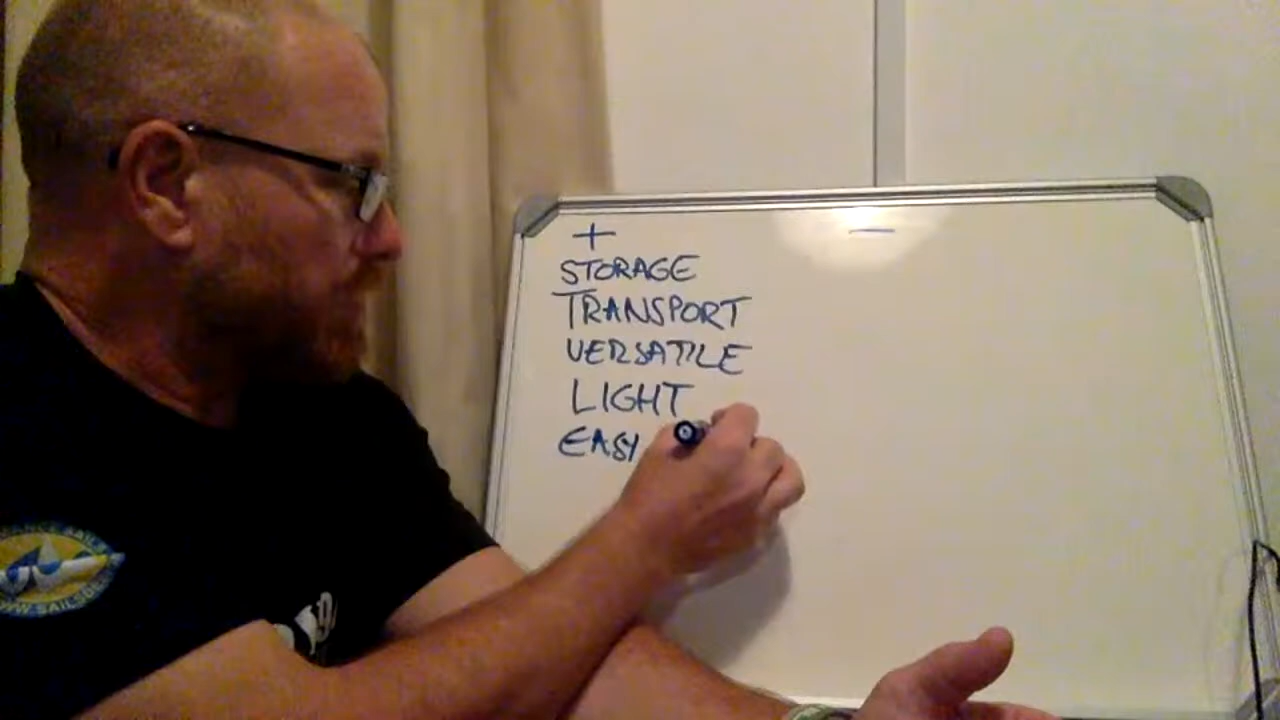 + −
STORAGE
TRANSPORT
VERSATILE
LIGHT
EASY